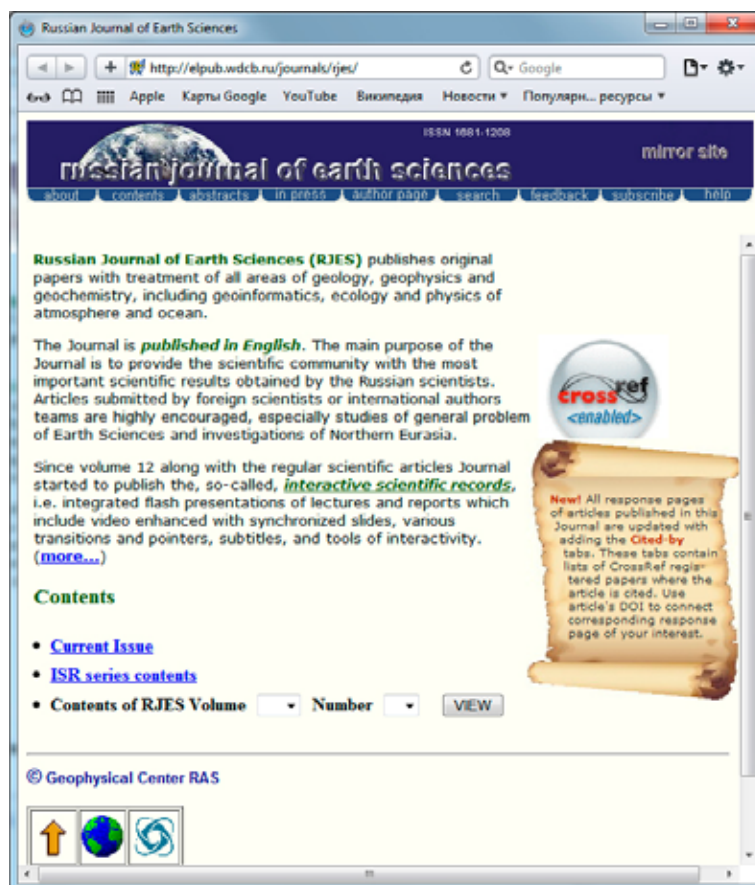 Russian Journal of Earth Sciences
http://elpub.wdcb.ru/journals/rjes/
Google
Apple Карты Google YouTube Википедия Новости Популярн... ресурсы
ISSN 1681-1208
russian journal of earth sciences
mirror site
about contents abstracts in press author page search feedback subscribe help
Russian Journal of Earth Sciences (RJES) publishes original
papers with treatment of all areas of geology, geophysics and
geochemistry, including geoinformatics, ecology and physics of
atmosphere and ocean.
The Journal is published in English. The main purpose of the
Journal is to provide the scientific community with the most
important scientific results obtained by the Russian scientists.
Articles submitted by foreign scientists or international authors
teams are highly encouraged, especially studies of general problem
of Earth Sciences and investigations of Northern Eurasia.
Since volume 12 along with the regular scientific articles Journal
started to publish the, so-called, interactive scientific records,
i.e. integrated flash presentations of lectures and reports which
include video enhanced with synchronized slides, various
transitions and pointers, subtitles, and tools of interactivity.
(more...)
crossref
<enabled>
New! All response pages
of articles published in this
Journal are updated with
adding the Cited-by
tabs. These tabs contain
lists of CrossRef regis-
tered papers where the
article is cited. Use
article's DOI to connect
corresponding response
page of your interest.
Contents
• Current Issue
• ISR series contents
• Contents of RJES Volume Number VIEW
© Geophysical Center RAS